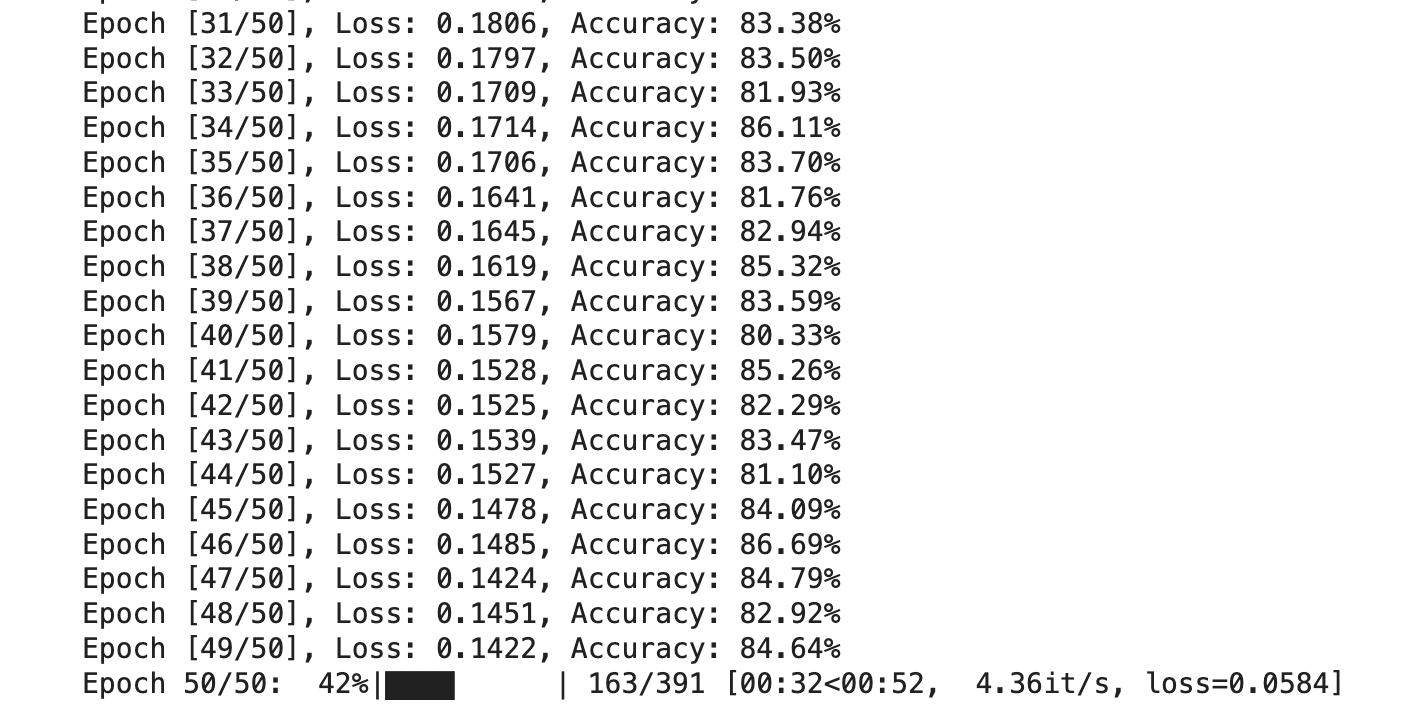 Epoch [31/50], Loss: 0.1806, Accuracy: 83.38%
Epoch [32/50], Loss: 0.1797, Accuracy: 83.50%
Epoch [33/50], Loss: 0.1709, Accuracy: 81.93%
Epoch [34/50], Loss: 0.1714, Accuracy: 86.11%
Epoch [35/50], Loss: 0.1706, Accuracy: 83.70%
Epoch [36/50], Loss: 0.1641, Accuracy: 81.76%
Epoch [37/50], Loss: 0.1645, Accuracy: 82.94%
Epoch [38/50], Loss: 0.1619, Accuracy: 85.32%
Epoch [39/50], Loss: 0.1567, Accuracy: 83.59%
Epoch [40/50], Loss: 0.1579, Accuracy: 80.33%
Epoch [41/50], Loss: 0.1528, Accuracy: 85.26%
Epoch [42/50], Loss: 0.1525, Accuracy: 82.29%
Epoch [43/50], Loss: 0.1539, Accuracy: 83.47%
Epoch [44/50], Loss: 0.1527, Accuracy: 81.10%
Epoch [45/50], Loss: 0.1478, Accuracy: 84.09%
Epoch [46/50], Loss: 0.1485, Accuracy: 86.69%
Epoch [47/50], Loss: 0.1424, Accuracy: 84.79%
Epoch [48/50], Loss: 0.1451, Accuracy: 82.92%
Epoch [49/50], Loss: 0.1422, Accuracy: 84.64%
Epoch 50/50:  42%|████      | 163/391 [00:32<00:52,  4.36it/s, loss=0.0584]